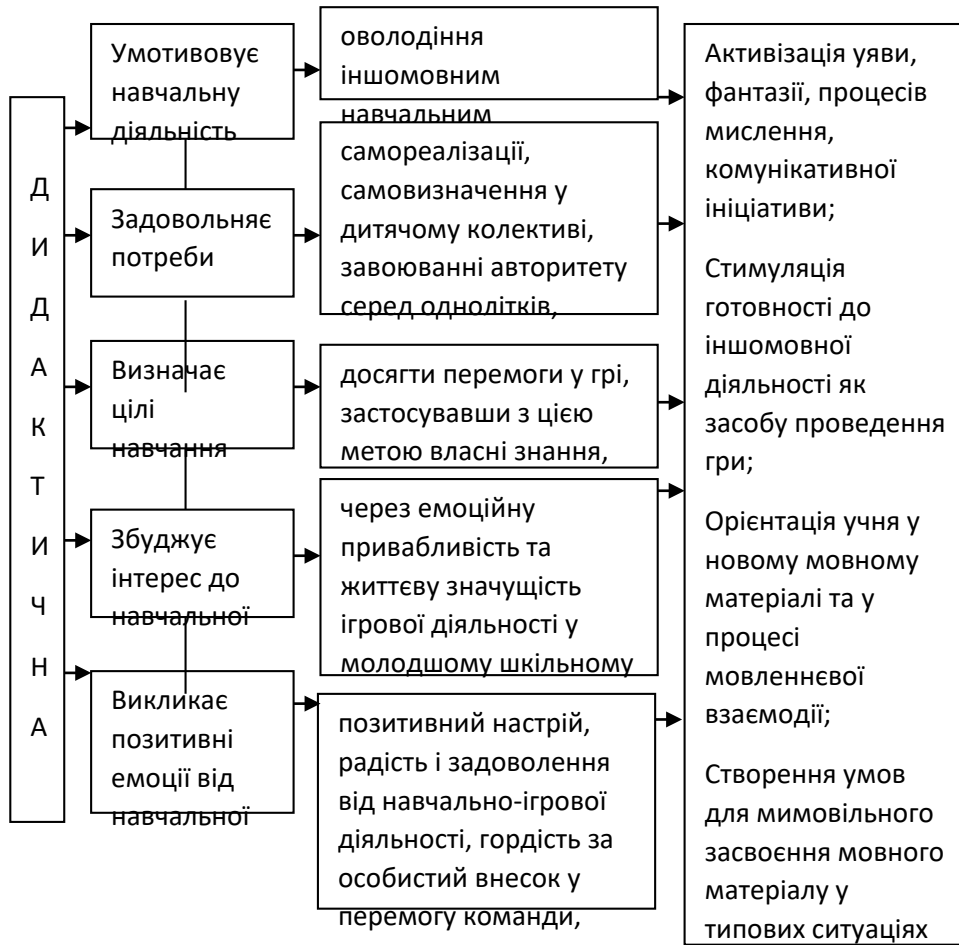 Д
И
Д
А
К
Т
И
Ч
Н
А
Умотивовує
навчальну
діяльність
оволодіння
іншомовним
навчальним
Задовольняє
потреби
самореалізації,
самовизначення у
дитячому колективі,
завоюванні авторитету
серед однолітків,
Визначає
цілі
навчання
досягти перемоги у грі,
застосувавши з цією
метою власні знання,
Збуджує
інтерес до
навчальної
через емоційну
привабливість та
життєву значущість
ігрової діяльності у
молодшому шкільному
Викликає
позитивні
емоції від
навчальної
позитивний настрій,
радість і задоволення
від навчально-ігрової
діяльності, гордість за
особистий внесок у
перемогу команди,
Активізація уяви,
фантазії, процесів
мислення,
комунікативної
ініціативи;
Стимуляція
готовності до
іншомовної
діяльності як
засобу проведення
гри;
Орієнтація учня у
новому мовному
матеріалі та у
процесі
мовленнєвої
взаємодії;
Створення умов
для мимовільного
засвоєння мовного
матеріалу у
типових ситуаціях